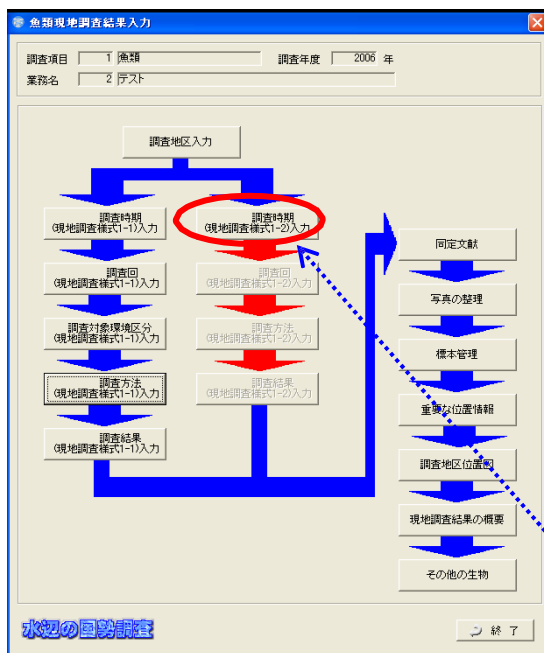 魚類現地調査結果入力
調査項目 1 魚類 調査年度 2006 年
業務名 2 テスト
調査地区入力
調査時期
(現地調査様式1-1)入力
調査回
(現地調査様式1-1)入力
調査対象環境区分
(現地調査様式1-1)入力
調査方法
(現地調査様式1-1)入力
調査結果
(現地調査様式1-1)入力
調査時期
(現地調査様式1-2)入力
調査回
(現地調査様式1-2)入力
調査方法
(現地調査様式1-2)入力
調査結果
(現地調査様式1-2)入力
同定文献
写真の整理
標本管理
重要な位置情報
調査地区位置図
現地調査結果の概要
その他の生物
水辺の国勢調査
終 了